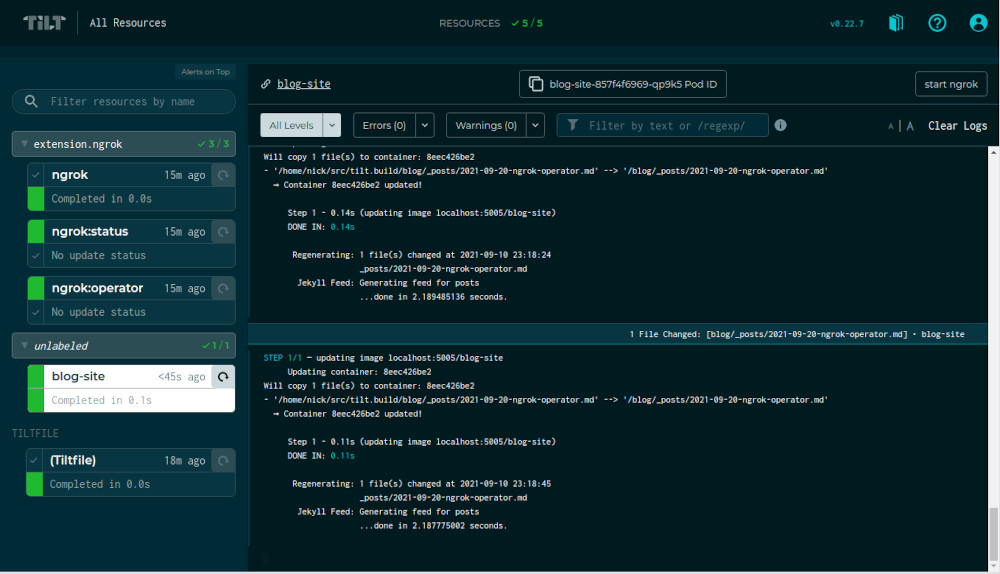 TILT
All Resources
RESOURCES ✓ 5 / 5
v0.22.7
Alerts on Top
Filter resources by name
extension.ngrok ✓ 3 / 3
ngrok 15m ago
Completed in 0.0s
ngrok:status 15m ago
No update status
ngrok:operator 15m ago
No update status
unlabeled ✓ 1 / 1
blog-site <45s ago
Completed in 0.1s
TILTFILE
(Tiltfile) 18m ago
Completed in 0.0s
blog-site
blog-site-857f4f6969-qp9k5 Pod ID
start ngrok
All Levels
Errors (0)
Warnings (0)
Filter by text or /regexp/
A | A
Clear Logs
Will copy 1 file(s) to container: 8eec426be2
- '/home/nick/src/tilt.build/blog/_posts/2021-09-20-ngrok-operator.md' --> '/blog/_posts/2021-09-20-ngrok-operator.md'
→ Container 8eec426be2 updated!
Step 1 - 0.14s (updating image localhost:5005/blog-site)
DONE IN: 0.14s
Regenerating: 1 file(s) changed at 2021-09-10 23:18:24
_posts/2021-09-20-ngrok-operator.md
Jekyll Feed: Generating feed for posts
...done in 2.189485136 seconds.
1 File Changed: [blog/_posts/2021-09-20-ngrok-operator.md] • blog-site
STEP 1/1 — updating image localhost:5005/blog-site
Updating container: 8eec426be2
Will copy 1 file(s) to container: 8eec426be2
- '/home/nick/src/tilt.build/blog/_posts/2021-09-20-ngrok-operator.md' --> '/blog/_posts/2021-09-20-ngrok-operator.md'
→ Container 8eec426be2 updated!
Step 1 - 0.11s (updating image localhost:5005/blog-site)
DONE IN: 0.11s
Regenerating: 1 file(s) changed at 2021-09-10 23:18:45
_posts/2021-09-20-ngrok-operator.md
Jekyll Feed: Generating feed for posts
...done in 2.187775002 seconds.